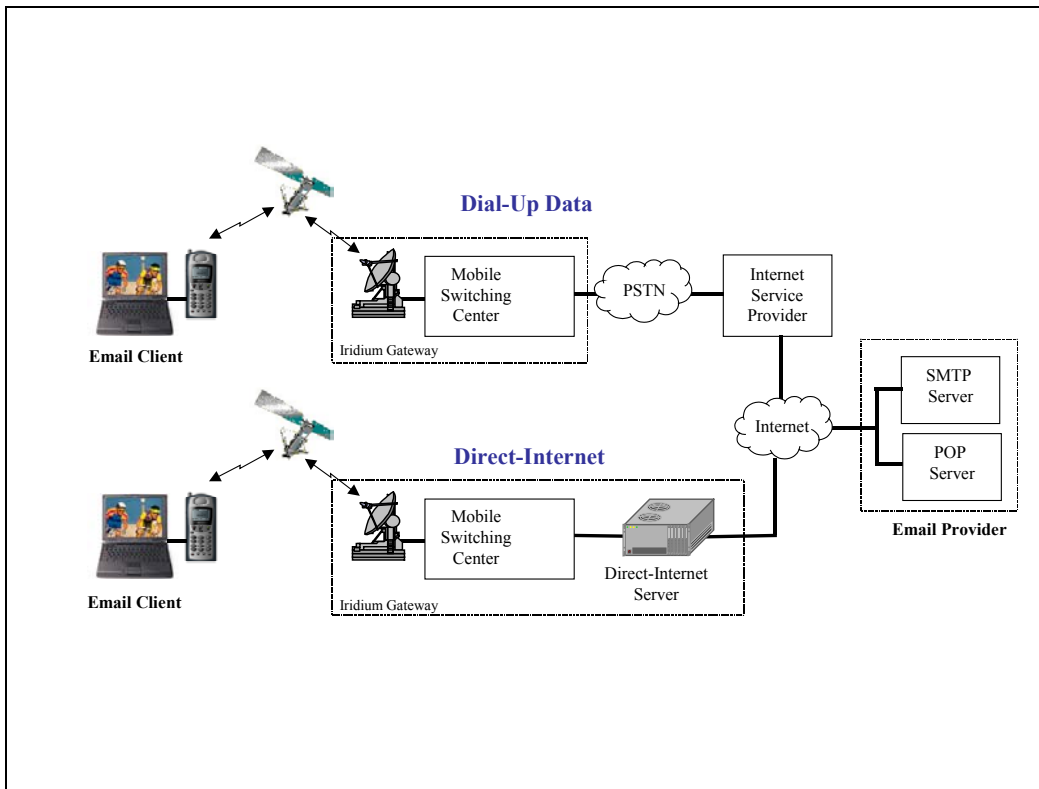 Dial-Up Data
Mobile
Switching
Center
Iridium Gateway
PSTN
Internet
Service
Provider
Email Client
SMTP
Server
POP
Server
Email Provider
Internet
Direct-Internet
Mobile
Switching
Center
Direct-Internet
Server
Iridium Gateway
Email Client